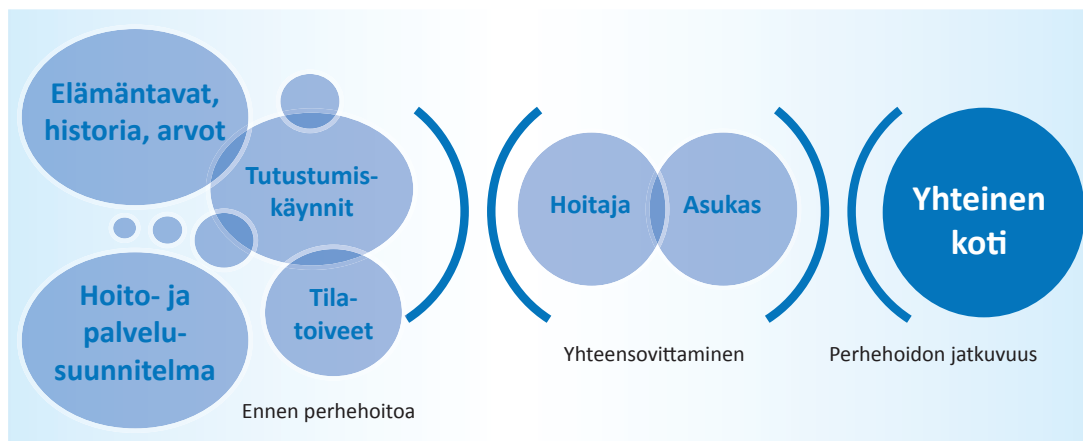 Elämäntavat,
historia, arvot
Tutustumis-
käynnit
Hoito- ja
palvelu-
suunnitelma
Tila-
toiveet
Ennen perhehoitoa
Hoitaja
Asukas
Yhteensovittaminen
Yhteinen
koti
Perhehoidon jatkuvuus